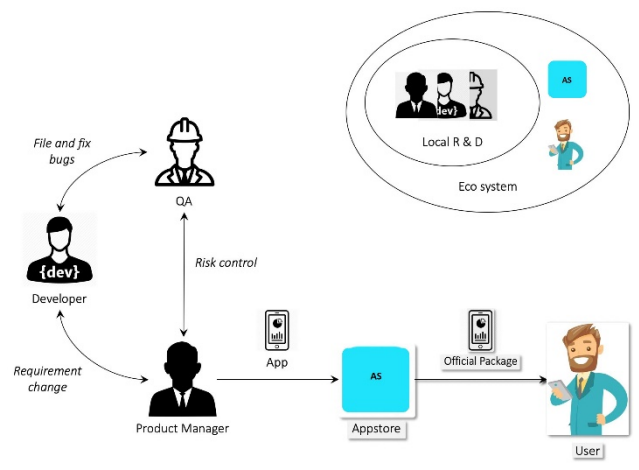 AS
{dev}
Local R & D
Eco system
File and fix
bugs
QA
{dev}
Developer
Risk control
Requirement
change
Product Manager
App
AS
Appstore
Official Package
User